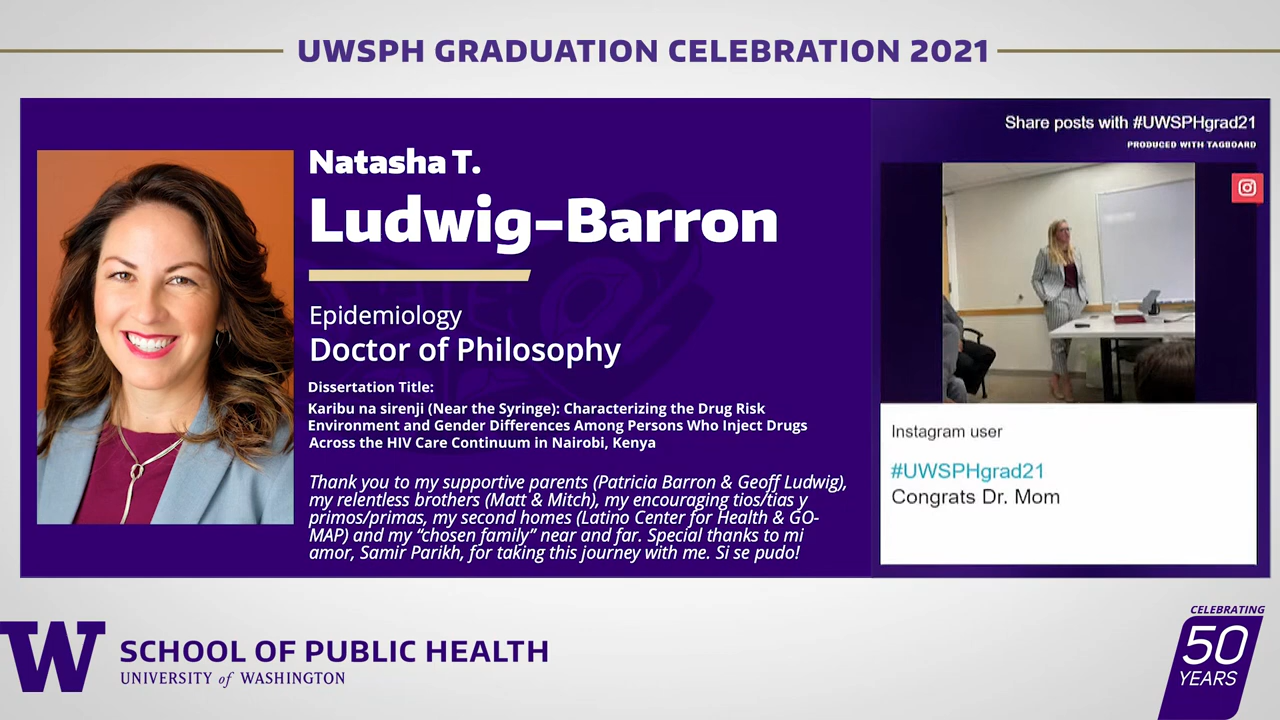 UWSPH GRADUATION CELEBRATION 2021
Natasha T.
Ludwig-Barron
Epidemiology
Doctor of Philosophy
Dissertation Title:
Karibu na sirenji (Near the Syringe): Characterizing the Drug Risk
Environment and Gender Differences Among Persons Who Inject Drugs
Across the HIV Care Continuum in Nairobi, Kenya
Thank you to my supportive parents (Patricia Barron & Geoff Ludwig),
my relentless brothers (Matt & Mitch), my encouraging tios/tias y
primos/primas, my second homes (Latino Center for Health & GO-
MAP) and my “chosen family” near and far. Special thanks to mi
amor, Samir Parikh, for taking this journey with me. Si se pudo!
Share posts with #UWSPHgrad21
PRODUCED WITH TAGBOARD
Instagram user
#UWSPHgrad21
Congrats Dr. Mom
W SCHOOL OF PUBLIC HEALTH
UNIVERSITY of WASHINGTON
CELEBRATING
50
YEARS